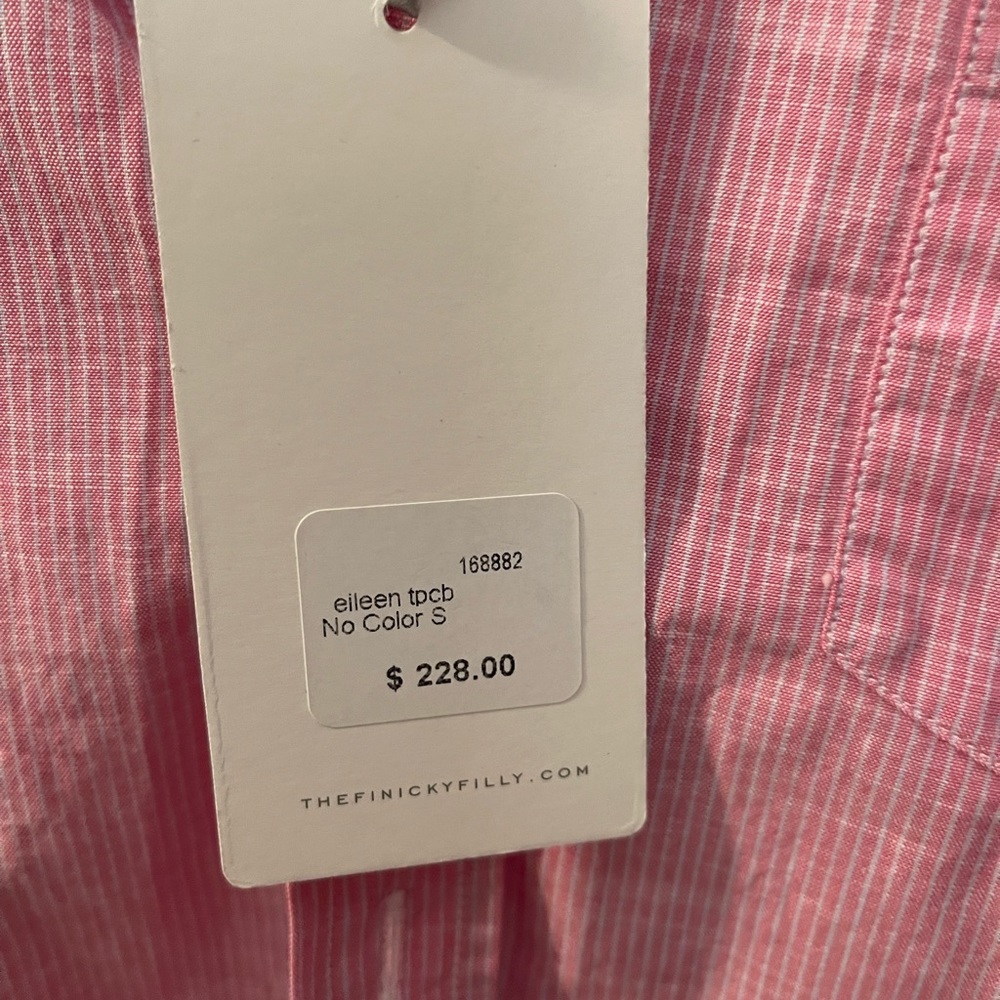 168882
eileen tpcb
No Color S
$ 228.00
THEFINICKYFILLY.COM